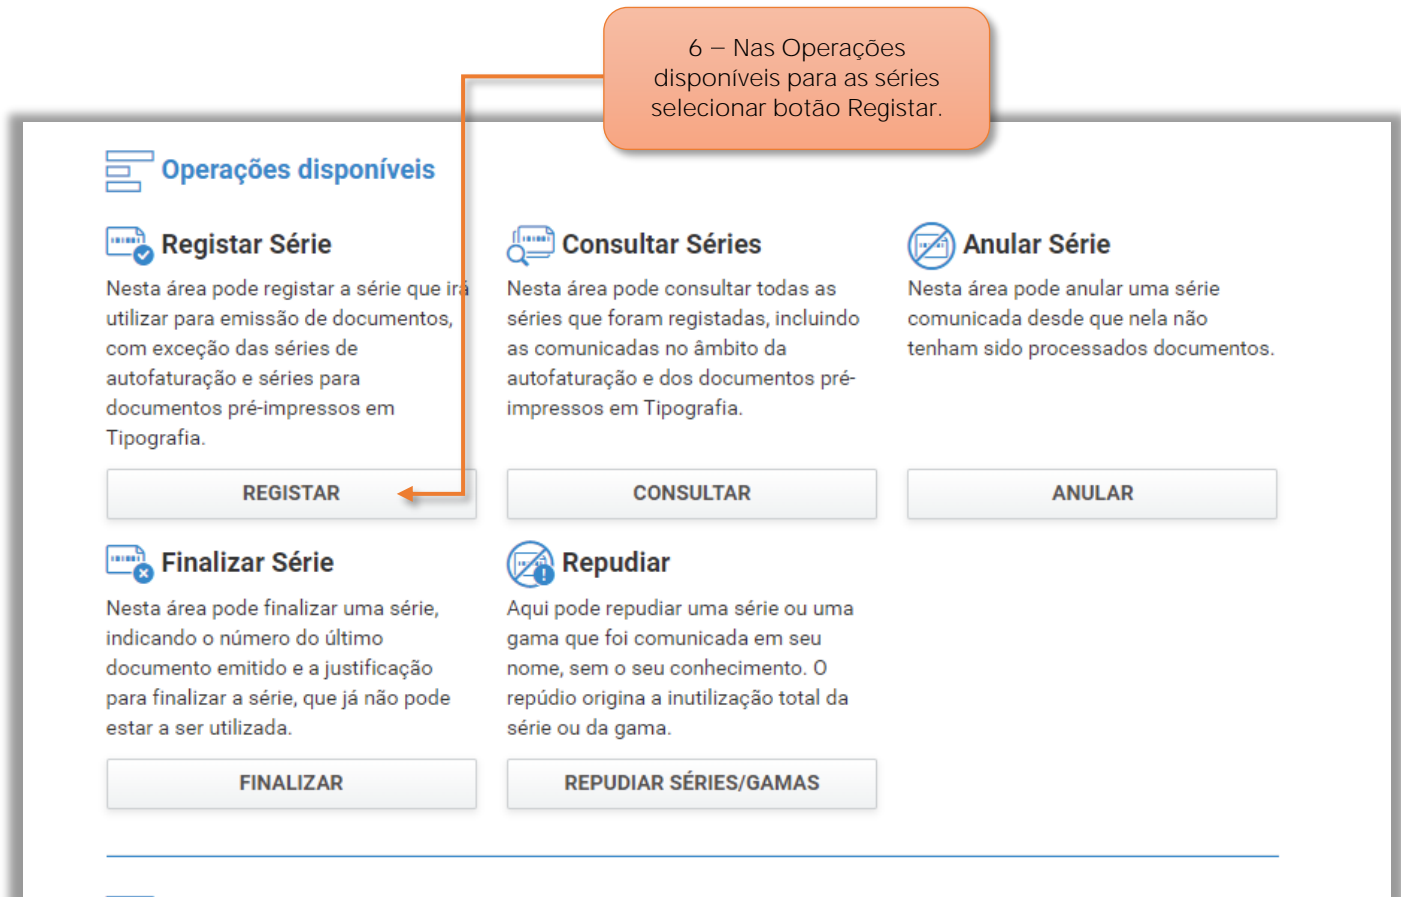 6 – Nas Operações
disponíveis para as séries
selecionar botão Registar.
Operações disponíveis
Registar Série
Nesta área pode registar a série que irá
utilizar para emissão de documentos,
com exceção das séries de
autofaturação e séries para
documentos pré-impressos em
Tipografia.
REGISTAR
Consultar Séries
Nesta área pode consultar todas as
séries que foram registadas, incluindo
as comunicadas no âmbito da
autofaturação e dos documentos pré-
impressos em Tipografia.
CONSULTAR
Anular Série
Nesta área pode anular uma série
comunicada desde que nela não
tenham sido processados documentos.
ANULAR
Finalizar Série
Nesta área pode finalizar uma série,
indicando o número do último
documento emitido e a justificação
para finalizar a série, que já não pode
estar a ser utilizada.
FINALIZAR
Repudiar
Aqui pode repudiar uma série ou uma
gama que foi comunicada em seu
nome, sem o seu conhecimento. O
repúdio origina a inutilização total da
série ou da gama.
REPUDIAR SÉRIES/GAMAS